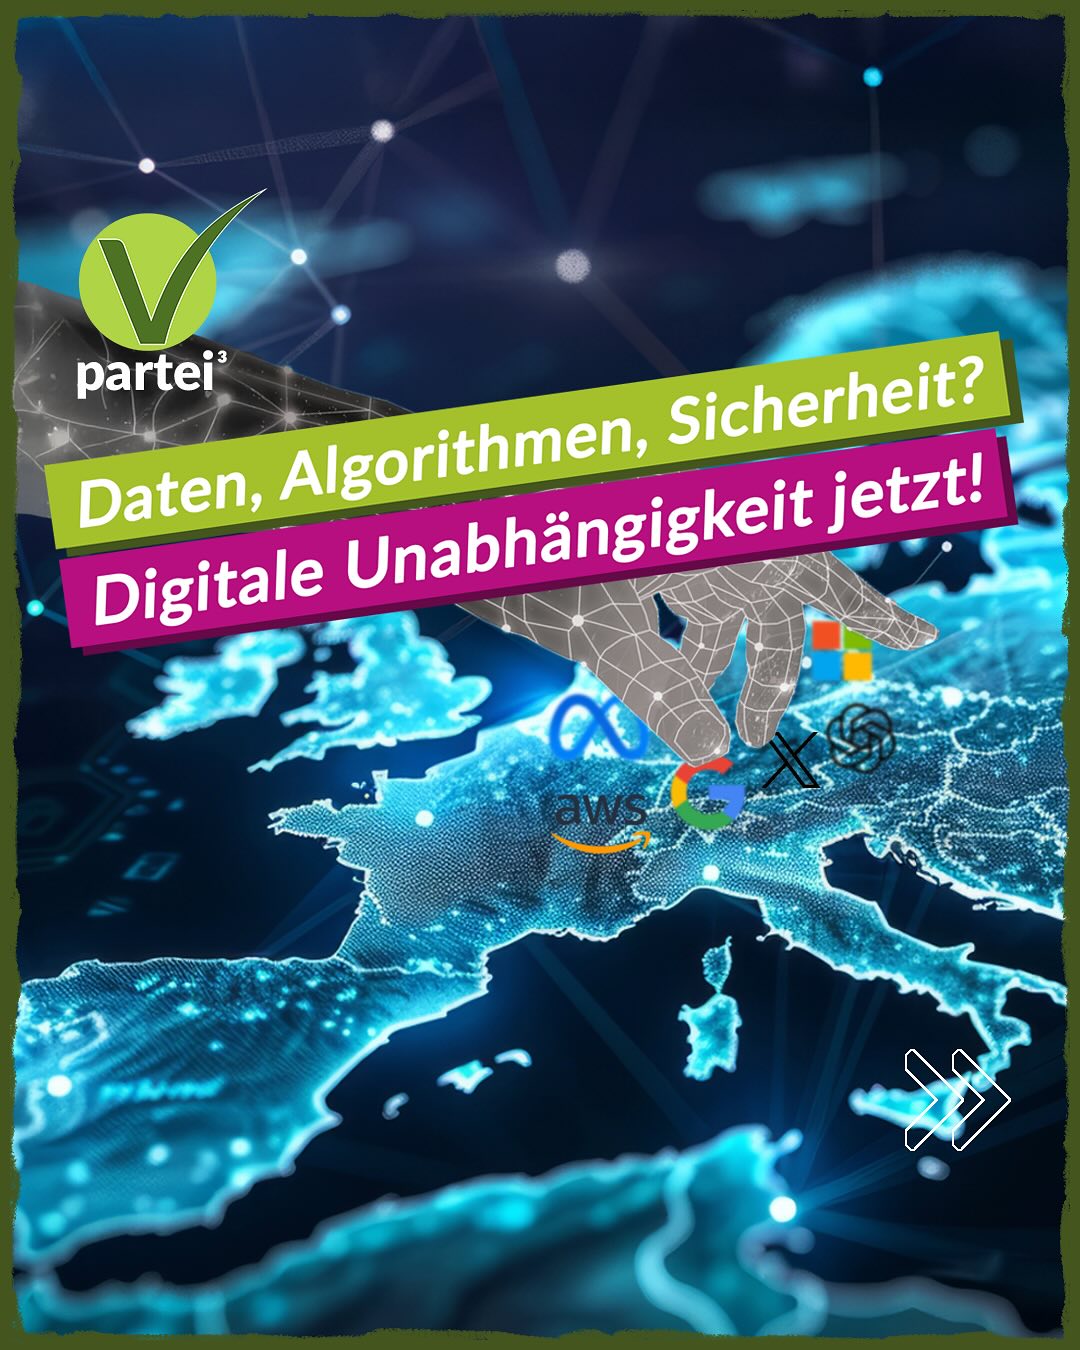 partei³
Daten, Algorithmen, Sicherheit?
Digitale Unabhängigkeit jetzt!
aws